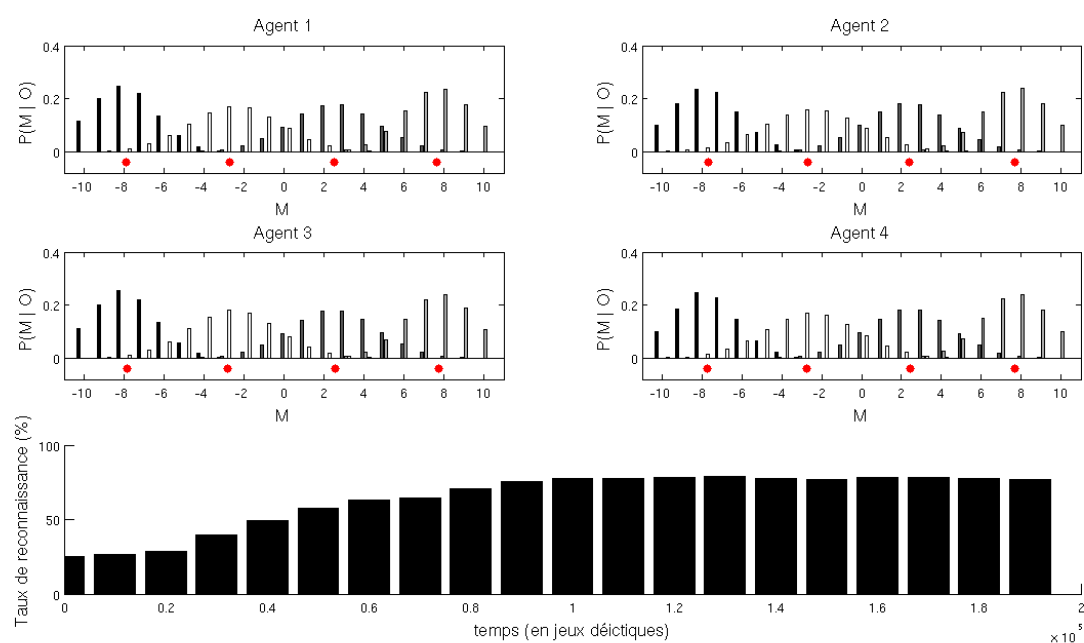 Agent 1
Agent 2
0.4
0.2
0
P(M | O)
-10 -8 -6 -4 -2 0 2 4 6 8 10
M
0.4
0.2
0
P(M | O)
-10 -8 -6 -4 -2 0 2 4 6 8 10
M
Agent 3
Agent 4
0.4
0.2
0
P(M | O)
-10 -8 -6 -4 -2 0 2 4 6 8 10
M
0.4
0.2
0
P(M | O)
-10 -8 -6 -4 -2 0 2 4 6 8 10
M
Taux de reconnaissance (%)
100
50
0
0 0.2 0.4 0.6 0.8 1 1.2 1.4 1.6 1.8 2
temps (en jeux déictiques)
× 10 5